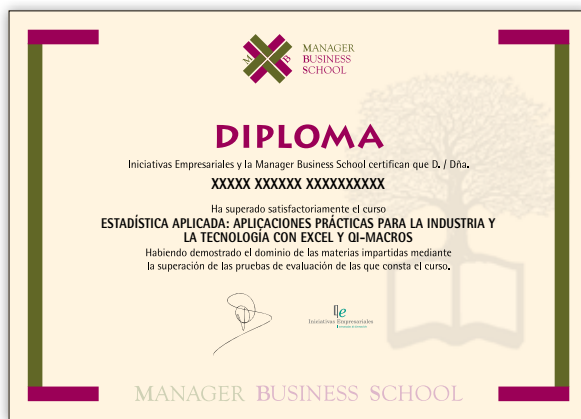 M B
MANAGER
BUSINESS
SCHOOL
DIPLOMA
Iniciativas Empresariales y la Manager Business School certifican que D. / Dña.
XXXXX XXXXXX XXXXXXXXXX
Ha superado satisfactoriamente el curso
ESTADÍSTICA APLICADA: APLICACIONES PRÁCTICAS PARA LA INDUSTRIA Y
LA TECNOLOGÍA CON EXCEL Y QI-MACROS
Habiendo demostrado el dominio de las materias impartidas mediante
la superación de las pruebas de evaluación de las que consta el curso.
Ie
Iniciativas Empresariales
MANAGER BUSINESS SCHOOL